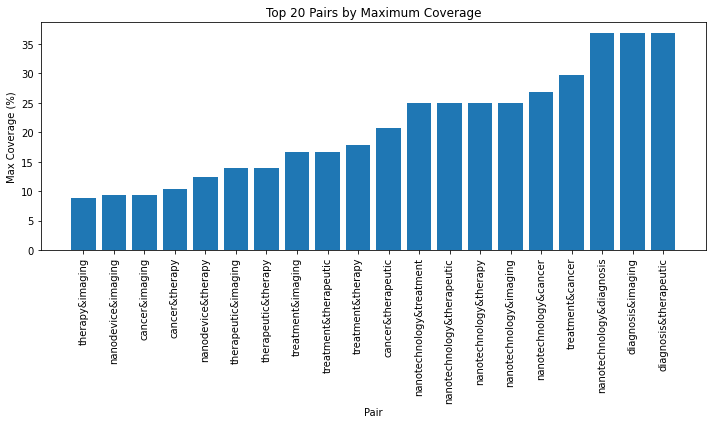 Top 20 Pairs by Maximum Coverage
Max Coverage (%)
35
30
25
20
15
10
5
0
therapy&imaging
nanodevice&imaging
cancer&imaging
cancer&therapy
nanodevice&therapy
therapeutic&imaging
therapeutic&therapy
treatment&imaging
treatment&therapeutic
treatment&therapy
cancer&therapeutic
nanotechnology&treatment
nanotechnology&therapeutic
nanotechnology&therapy
nanotechnology&imaging
nanotechnology&cancer
treatment&cancer
nanotechnology&diagnosis
diagnosis&imaging
diagnosis&therapeutic
Pair